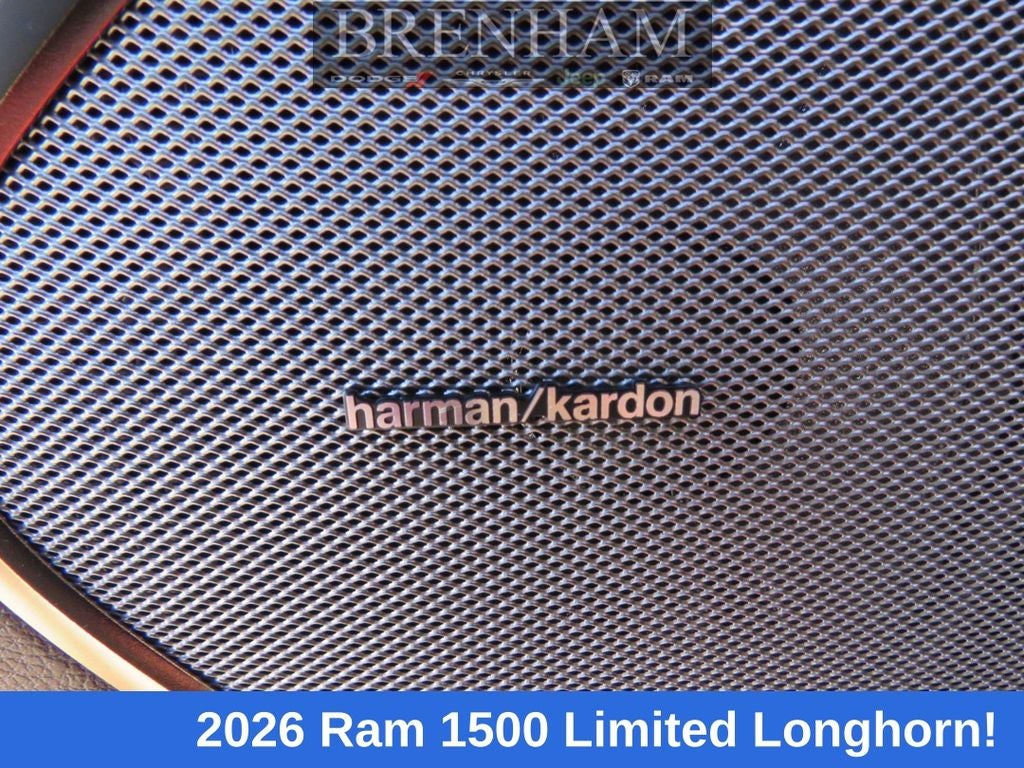 BRENHAM
DODGE CHRYSLER Jeep RAM
harman/kardon
2026 Ram 1500 Limited Longhorn!